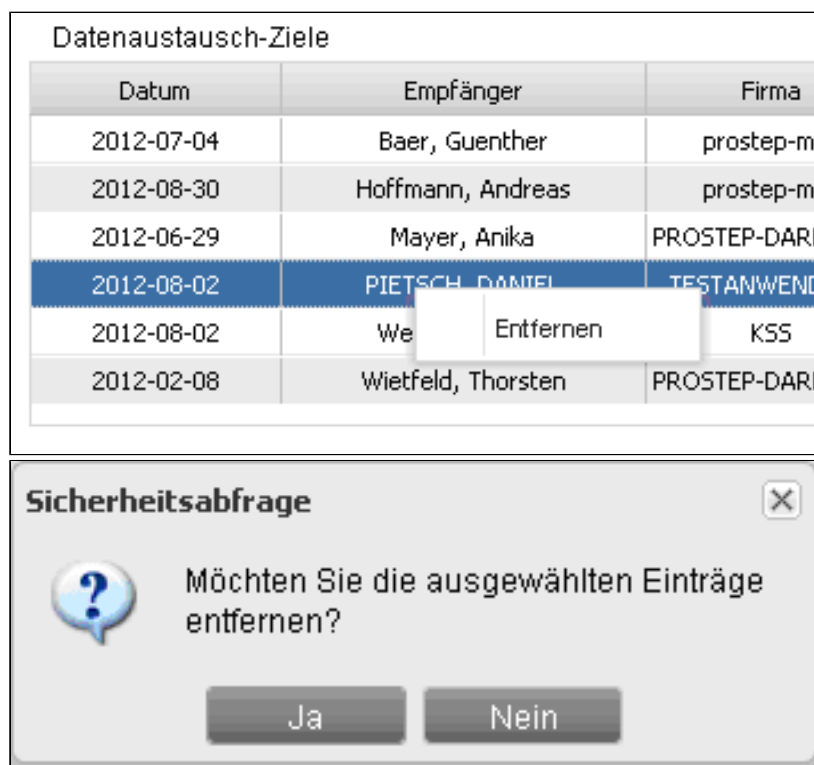 Datenaustausch-Ziele
Datum Empfänger Firma
2012-07-04 Baer, Guenther prostep-m
2012-08-30 Hoffmann, Andreas prostep-m
2012-06-29 Mayer, Anika PROSTEP-DAR
2012-08-02 PIETSCH, DANIEL TESTANWEND
Entfernen
2012-08-02 We KSS
2012-02-08 Wietfeld, Thorsten PROSTEP-DAR
Sicherheitsabfrage
Möchten Sie die ausgewählten Einträge
entfernen?
Ja Nein